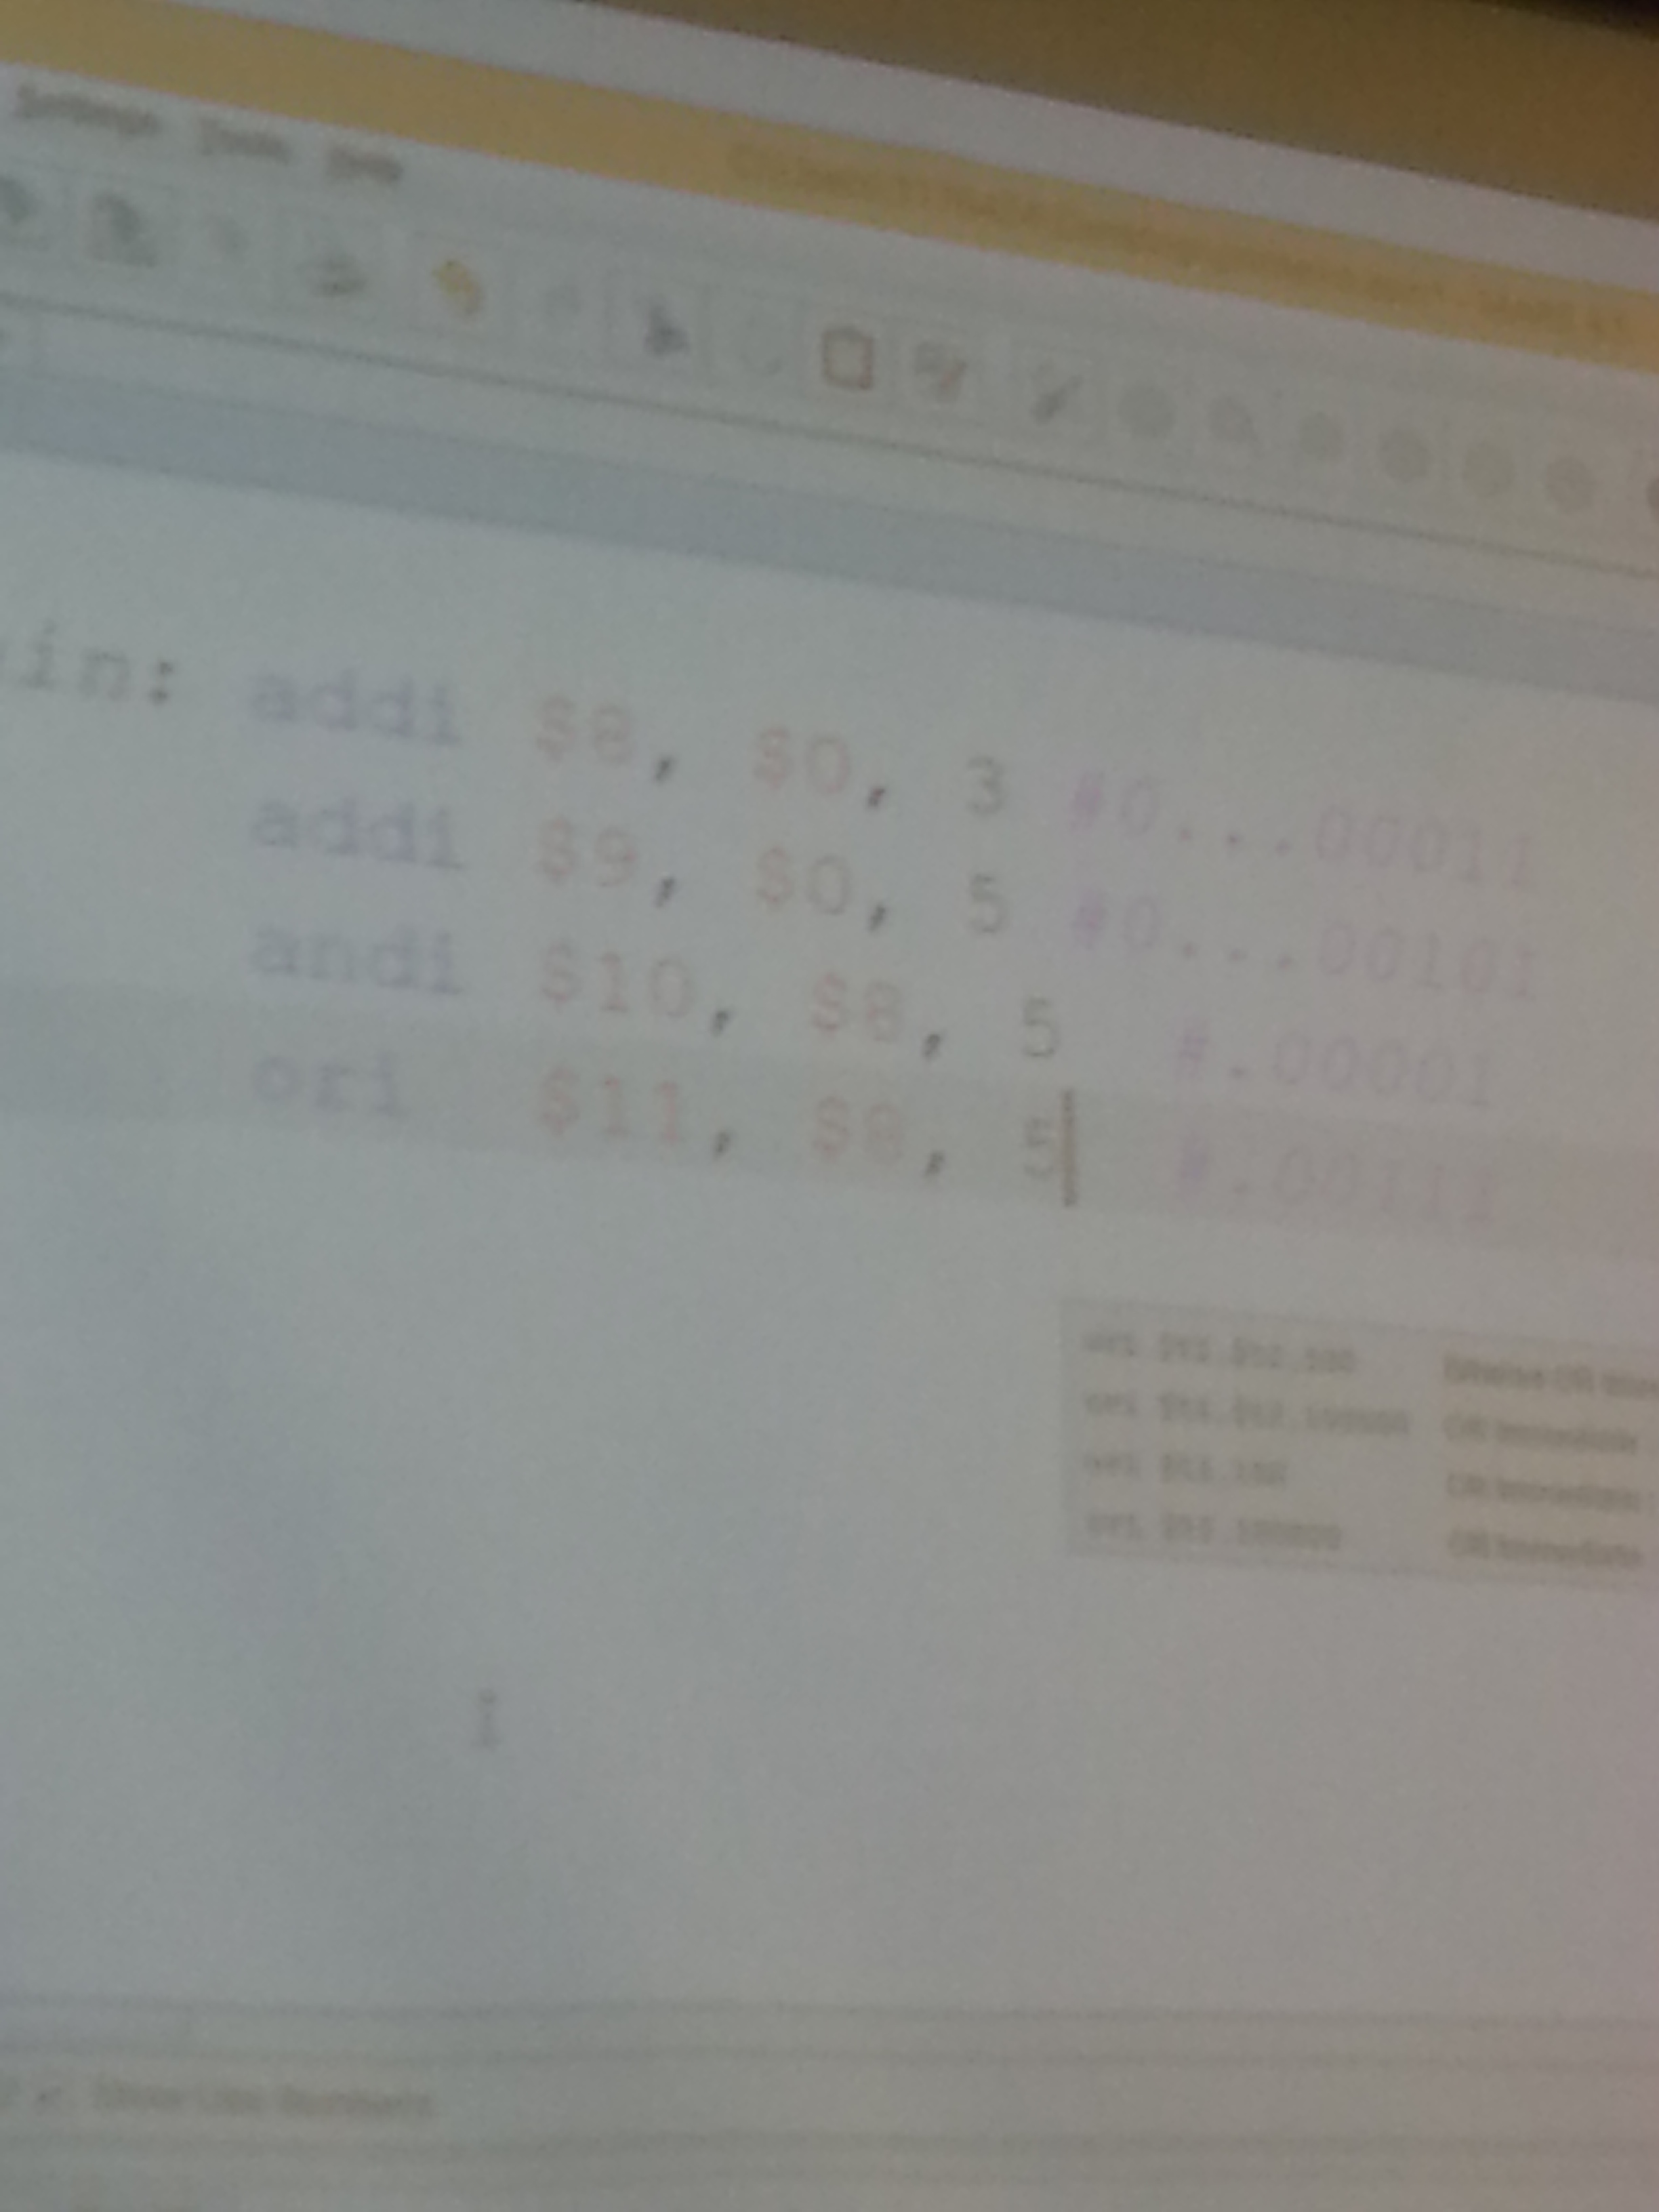 Settings Tools Help
in: addi $8, $0, 3 #0...00011
addi $9, $0, 5 #0...00101
andi $10, $8, 5 #.00001
ori $11, $8, 5 #.00111
ori $t1,$t2,100 Bitwise OR
ori $t1,$t2,100000 OR Immediate
ori $t1,100 OR Immediate
ori $t1,100000 OR Immediate
Show Line Numbers